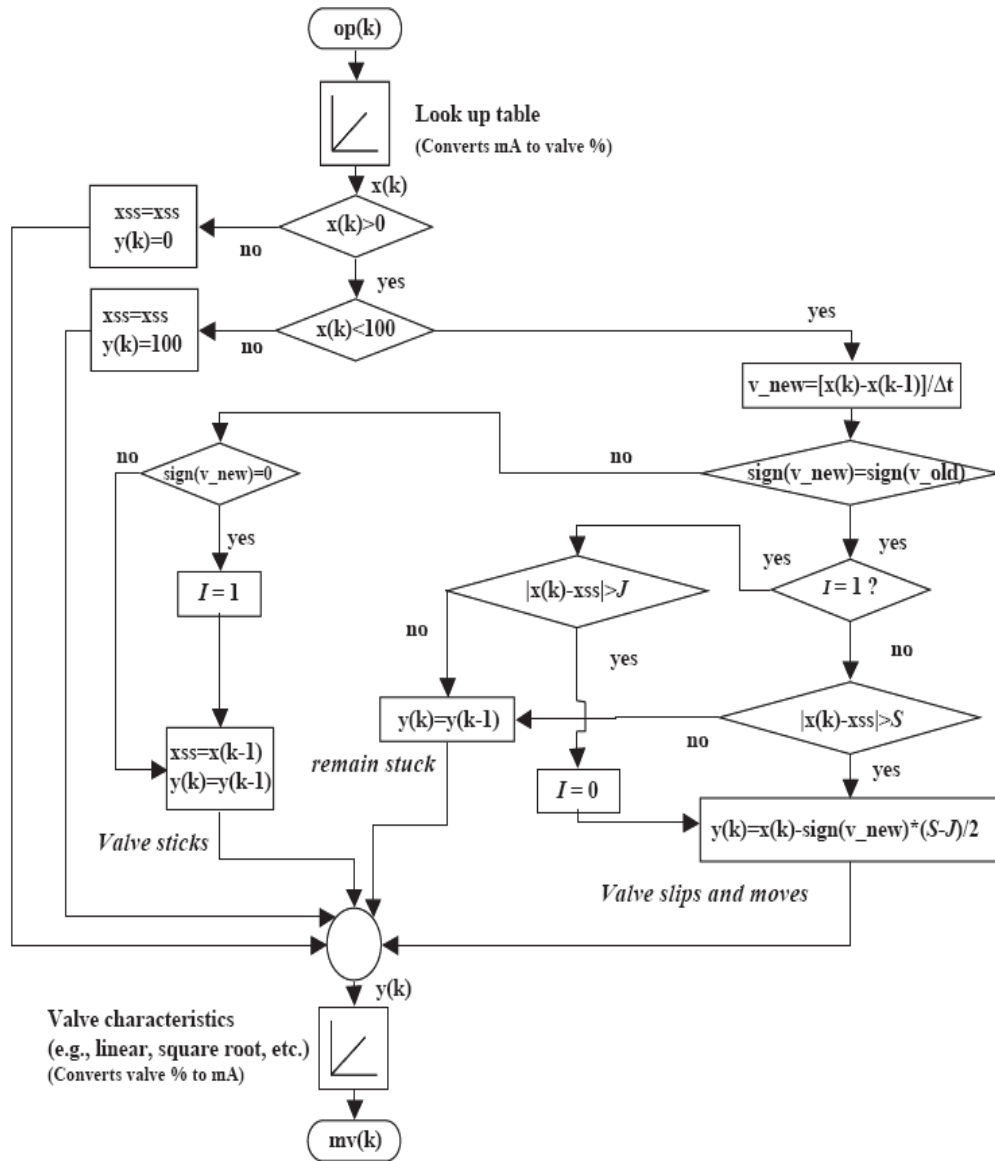 op(k)
Look up table
(Converts mA to valve %)
x(k)
xss=xss
y(k)=0
x(k)>0
no
yes
xss=xss
y(k)=100
x(k)<100
no
yes
v_new=[x(k)-x(k-1)]/Δt
no
sign(v_new)=0
no
sign(v_new)=sign(v_old)
yes
yes
yes
|x(k)-xss|>J
I = 1 ?
I = 1
no
yes
no
y(k)=y(k-1)
|x(k)-xss|>S
no
xss=x(k-1)
y(k)=y(k-1)
remain stuck
I = 0
yes
Valve sticks
y(k)=x(k)-sign(v_new)*(S-J)/2
Valve slips and moves
y(k)
Valve characteristics
(e.g., linear, square root, etc.)
(Converts valve % to mA)
mv(k)